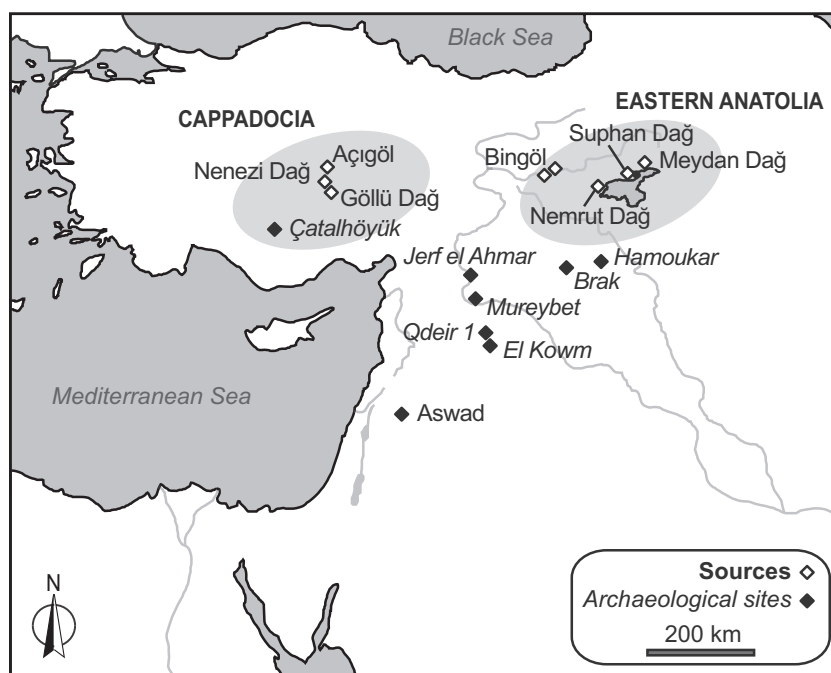 Black Sea
EASTERN ANATOLIA
CAPPADOCIA
Suphan Dağ
Açıgöl
Bingöl
Meydan Dağ
Nenezi Dağ
Göllü Dağ
Nemrut Dağ
Çatalhöyük
Jerf el Ahmar
Hamoukar
Brak
Mureybet
Qdeir 1
El Kowm
Mediterranean Sea
Aswad
N
Sources
Archaeological sites
200 km